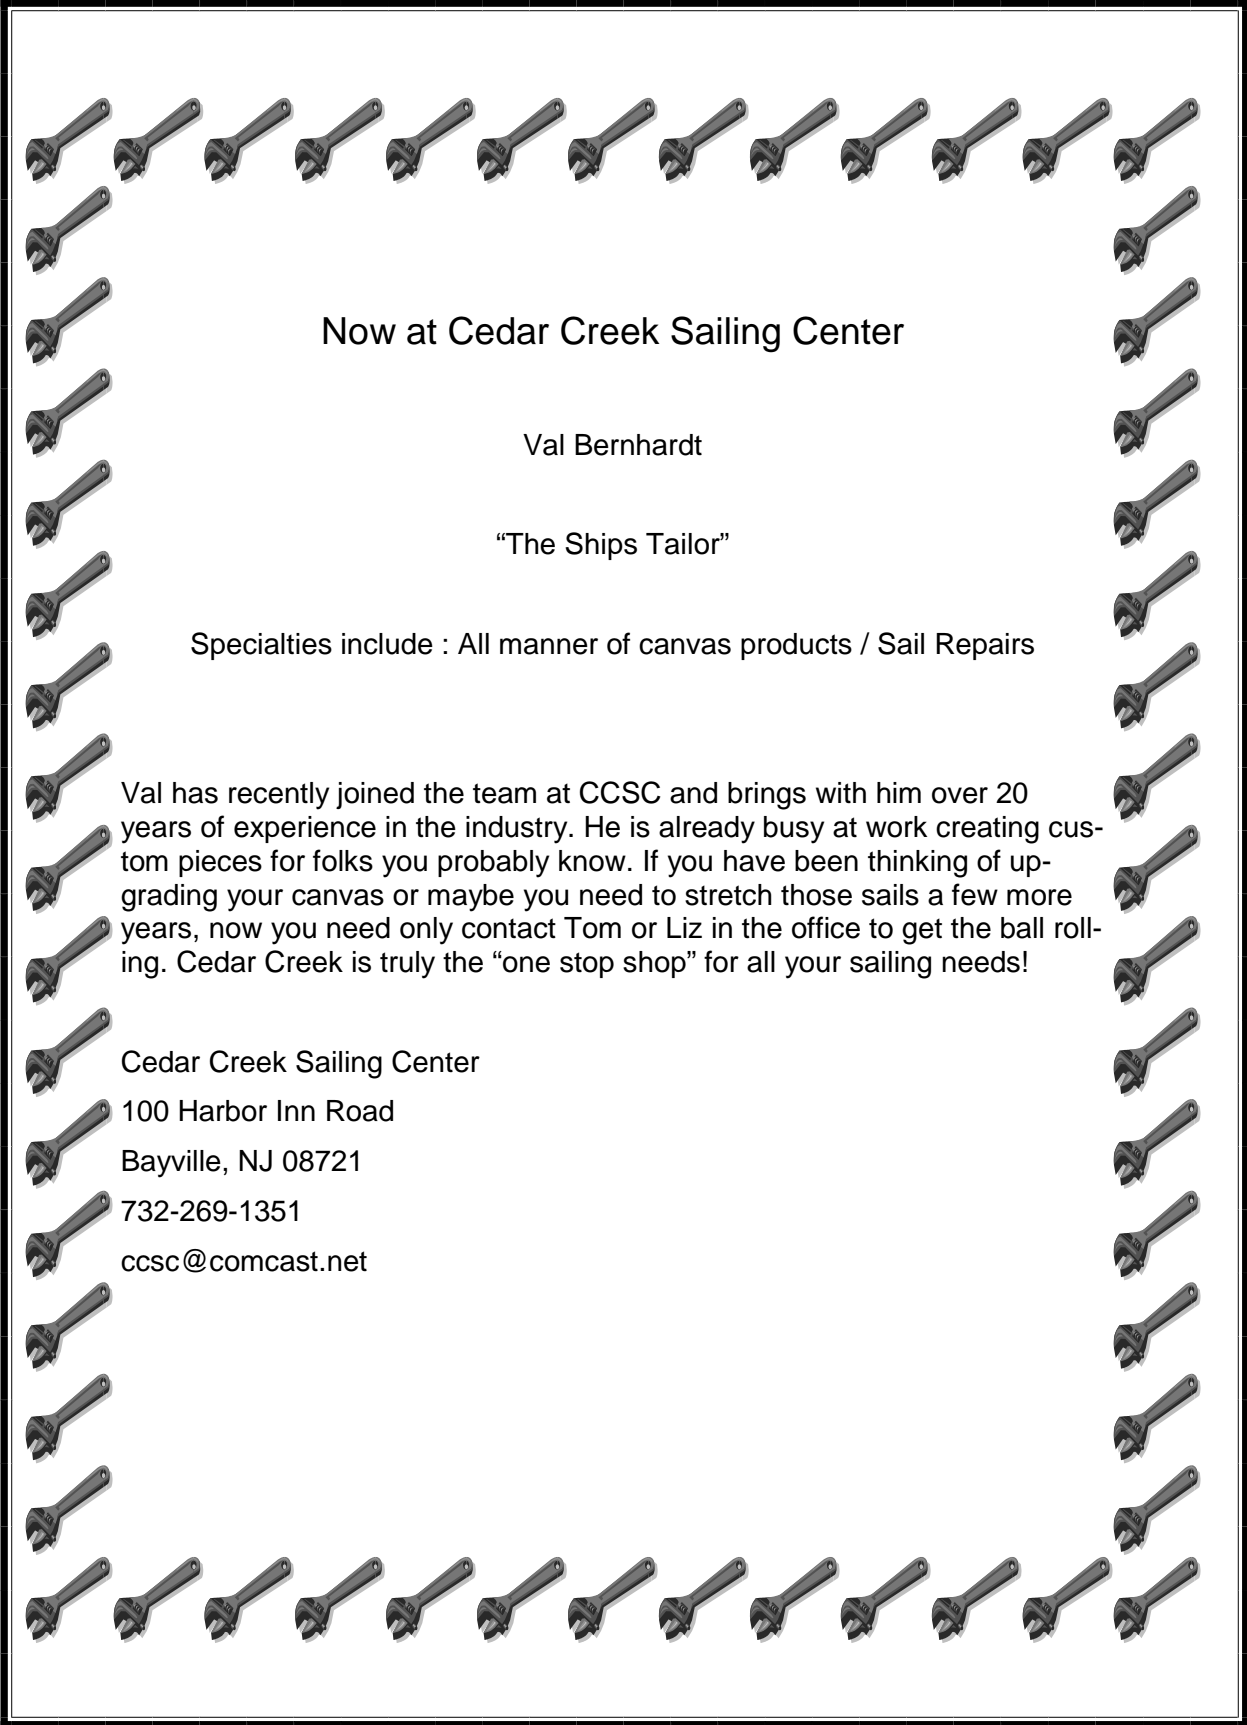 Now at Cedar Creek Sailing Center
Val Bernhardt
“The Ships Tailor”
Specialties include : All manner of canvas products / Sail Repairs
Val has recently joined the team at CCSC and brings with him over 20
years of experience in the industry. He is already busy at work creating cus-
tom pieces for folks you probably know. If you have been thinking of up-
grading your canvas or maybe you need to stretch those sails a few more
years, now you need only contact Tom or Liz in the office to get the ball roll-
ing. Cedar Creek is truly the “one stop shop” for all your sailing needs!
Cedar Creek Sailing Center
100 Harbor Inn Road
Bayville, NJ 08721
732-269-1351
ccsc@comcast.net